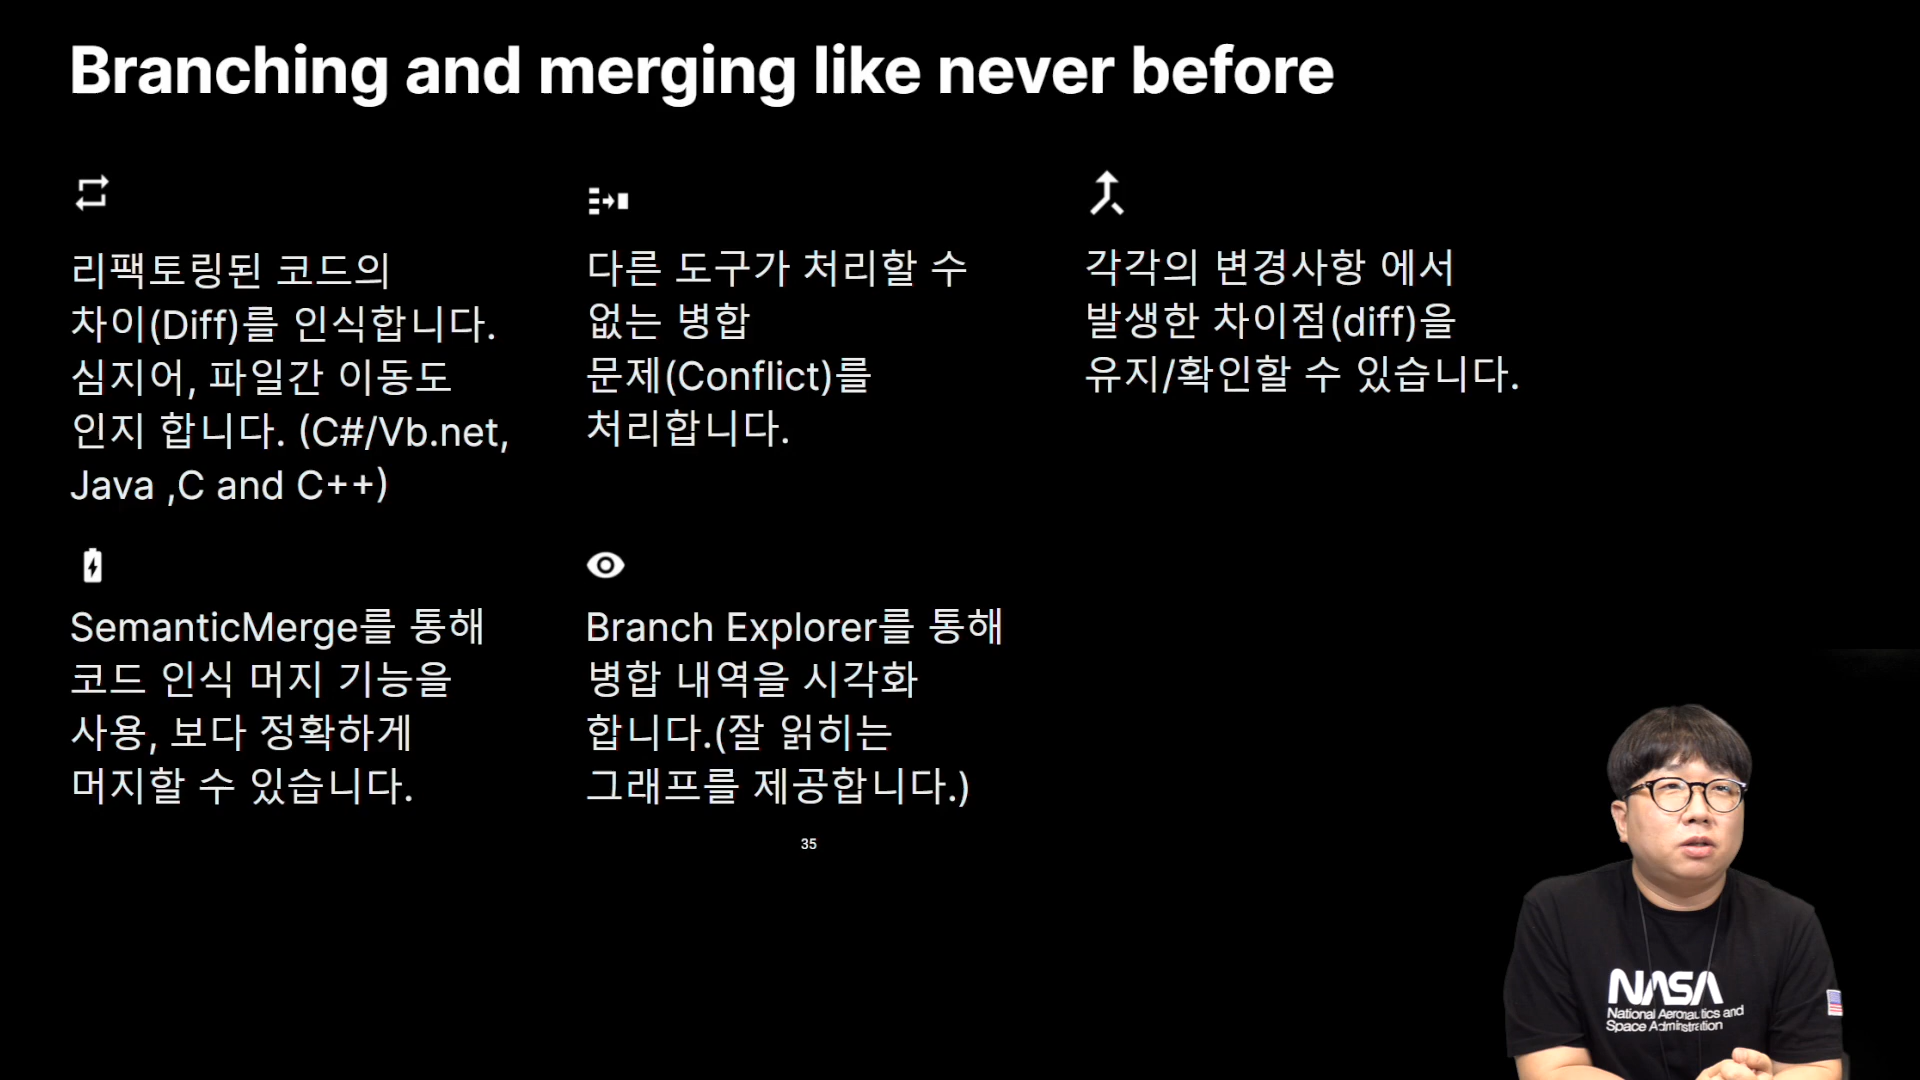 Branching and merging like never before
리팩토링된 코드의
차이(Diff)를 인식합니다.
심지어, 파일간 이동도
인지 합니다. (C#/Vb.net,
Java ,C and C++)
다른 도구가 처리할 수
없는 병합
문제(Conflict)를
처리합니다.
각각의 변경사항 에서
발생한 차이점(diff)을
유지/확인할 수 있습니다.
SemanticMerge를 통해
코드 인식 머지 기능을
사용, 보다 정확하게
머지할 수 있습니다.
Branch Explorer를 통해
병합 내역을 시각화
합니다.(잘 읽히는
그래프를 제공합니다.)
35
NASA
National Aeronautics and
Space Administration